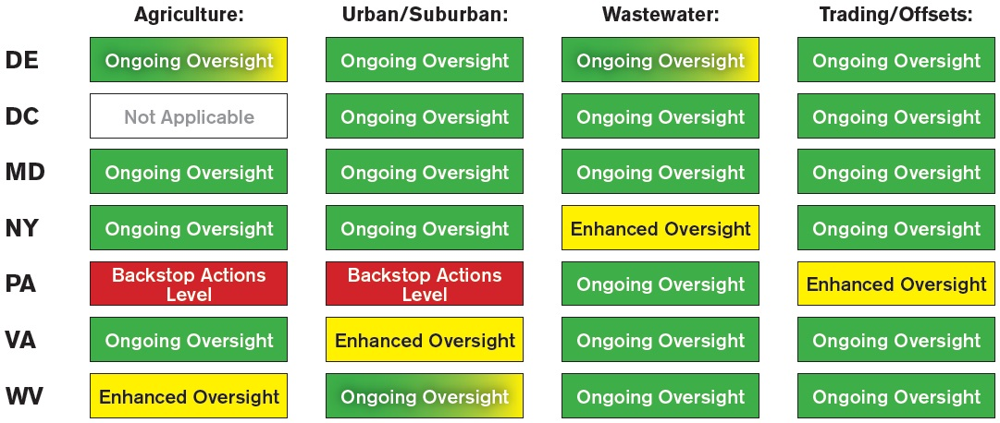 Agriculture: Urban/Suburban: Wastewater: Trading/Offsets:
DE Ongoing Oversight Ongoing Oversight Ongoing Oversight Ongoing Oversight
DC Not Applicable Ongoing Oversight Ongoing Oversight Ongoing Oversight
MD Ongoing Oversight Ongoing Oversight Ongoing Oversight Ongoing Oversight
NY Ongoing Oversight Ongoing Oversight Enhanced Oversight Ongoing Oversight
PA Backstop Actions Level Backstop Actions Level Ongoing Oversight Enhanced Oversight
VA Ongoing Oversight Enhanced Oversight Ongoing Oversight Ongoing Oversight
WV Enhanced Oversight Ongoing Oversight Ongoing Oversight Ongoing Oversight